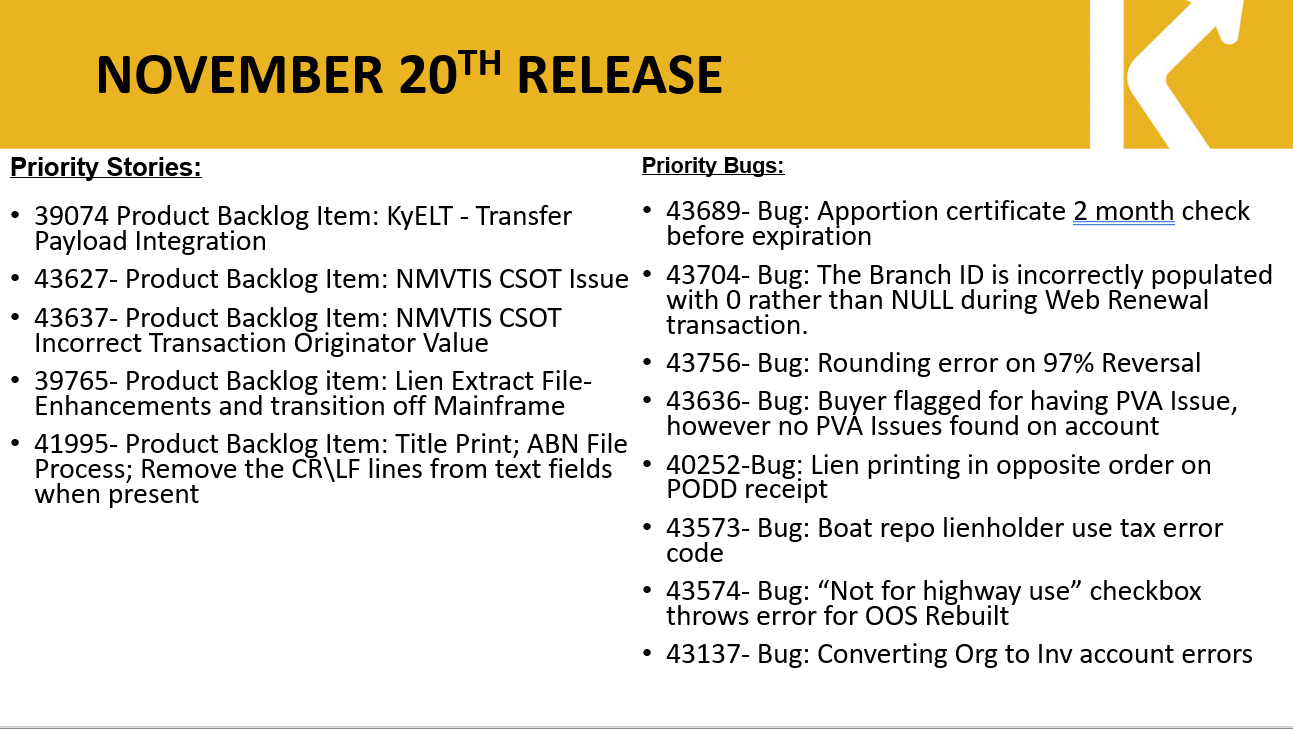 NOVEMBER 20TH RELEASE
Priority Stories:
• 39074 Product Backlog Item: KyELT - Transfer
Payload Integration
• 43627- Product Backlog Item: NMVTIS CSOT Issue
• 43637- Product Backlog Item: NMVTIS CSOT
Incorrect Transaction Originator Value
• 39765- Product Backlog item: Lien Extract File-
Enhancements and transition off Mainframe
• 41995- Product Backlog Item: Title Print; ABN File
Process; Remove the CR\LF lines from text fields
when present
Priority Bugs:
• 43689- Bug: Apportion certificate 2 month check
before expiration
• 43704- Bug: The Branch ID is incorrectly populated
with 0 rather than NULL during Web Renewal
transaction.
• 43756- Bug: Rounding error on 97% Reversal
• 43636- Bug: Buyer flagged for having PVA Issue,
however no PVA Issues found on account
• 40252-Bug: Lien printing in opposite order on
PODD receipt
• 43573- Bug: Boat repo lienholder use tax error
code
• 43574- Bug: “Not for highway use” checkbox
throws error for OOS Rebuilt
• 43137- Bug: Converting Org to Inv account errors